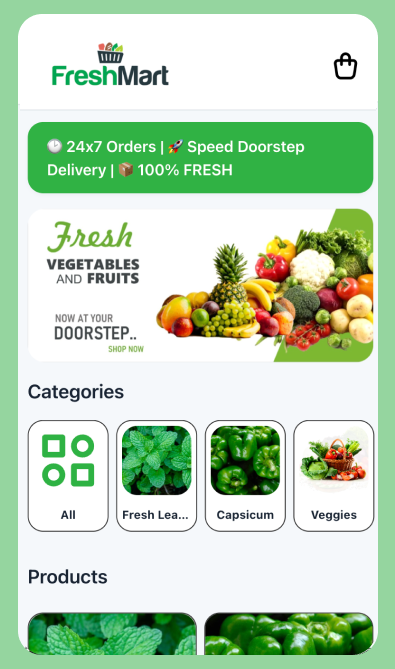 FreshMart
🕒 24x7 Orders | 🚀 Speed Doorstep
Delivery | 📦 100% FRESH
Fresh
VEGETABLES
AND FRUITS
NOW AT YOUR
DOORSTEP..
SHOP NOW
Categories
All
Fresh Lea...
Capsicum
Veggies
Products